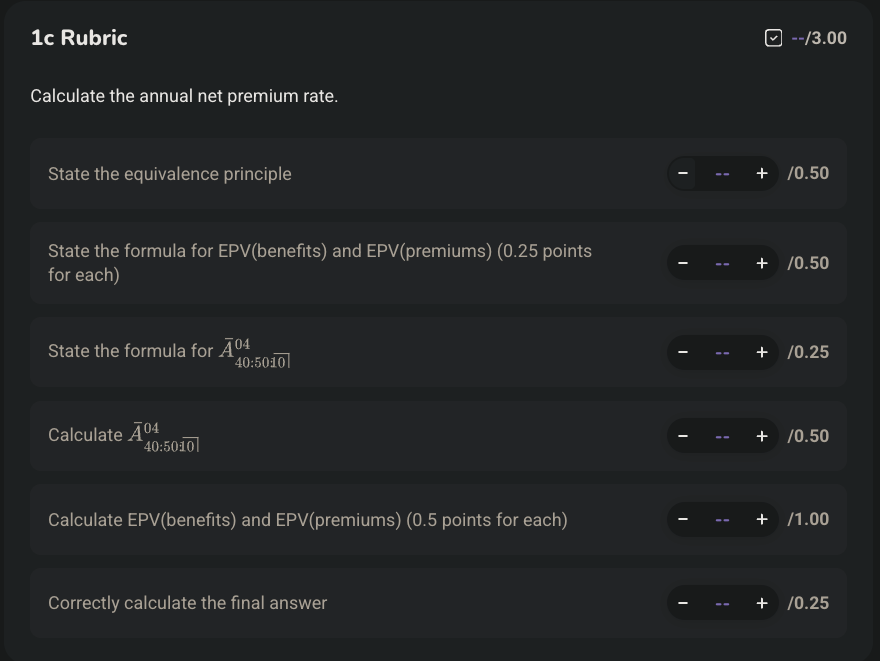 1c Rubric
--/3.00
Calculate the annual net premium rate.
State the equivalence principle
− -- + /0.50
State the formula for EPV(benefits) and EPV(premiums) (0.25 points
for each)
− -- + /0.50
State the formula for $\bar{A}^{04}_{40:50:\overline{10}|}$
− -- + /0.25
Calculate $\bar{A}^{04}_{40:50:\overline{10}|}$
− -- + /0.50
Calculate EPV(benefits) and EPV(premiums) (0.5 points for each)
− -- + /1.00
Correctly calculate the final answer
− -- + /0.25